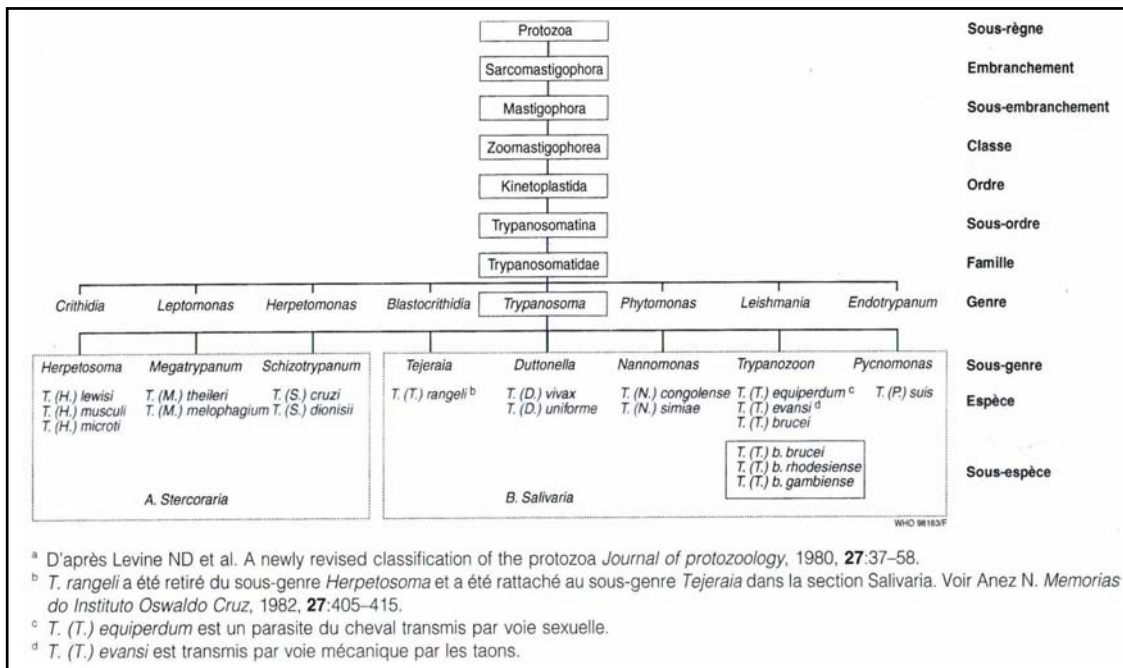 Protozoa Sous-règne
Sarcomastigophora Embranchement
Mastigophora Sous-embranchement
Zoomastigophorea Classe
Kinetoplastida Ordre
Trypanosomatina Sous-ordre
Trypanosomatidae Famille
Crithidia Leptomonas Herpetomonas Blastocrithidia Trypanosoma Phytomonas Leishmania Endotrypanum Genre
Herpetosoma Megatrypanum Schizotrypanum Tejeraia Duttonella Nannomonas Trypanozoon Pycnomonas Sous-genre
T. (H.) lewisi T. (M.) theileri T. (S.) cruzi T. (T.) rangeli b T. (D.) vivax T. (N.) congolense T. (T.) equiperdum c T. (P.) suis Espèce
T. (H.) musculi T. (M.) melophagium T. (S.) dionisii T. (D.) uniforme T. (N.) simiae T. (T.) evansi d
T. (H.) microti T. (T.) brucei
T. (T.) b. brucei
T. (T.) b. rhodesiense Sous-espèce
T. (T.) b. gambiense
A. Stercoraria B. Salivaria
WHO 98163/F
a D'après Levine ND et al. A newly revised classification of the protozoa Journal of protozoology, 1980, 27:37–58.
b T. rangeli a été retiré du sous-genre Herpetosoma et a été rattaché au sous-genre Tejeraia dans la section Salivaria. Voir Anez N. Memorias
do Instituto Oswaldo Cruz, 1982, 27:405–415.
c T. (T.) equiperdum est un parasite du cheval transmis par voie sexuelle.
d T. (T.) evansi est transmis par voie mécanique par les taons.